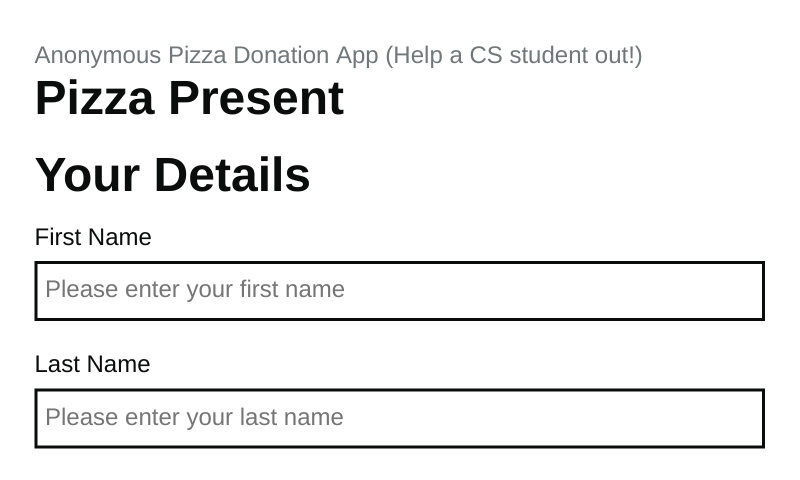 Anonymous Pizza Donation App (Help a CS student out!)
Pizza Present
Your Details
First Name
Please enter your first name
Last Name
Please enter your last name